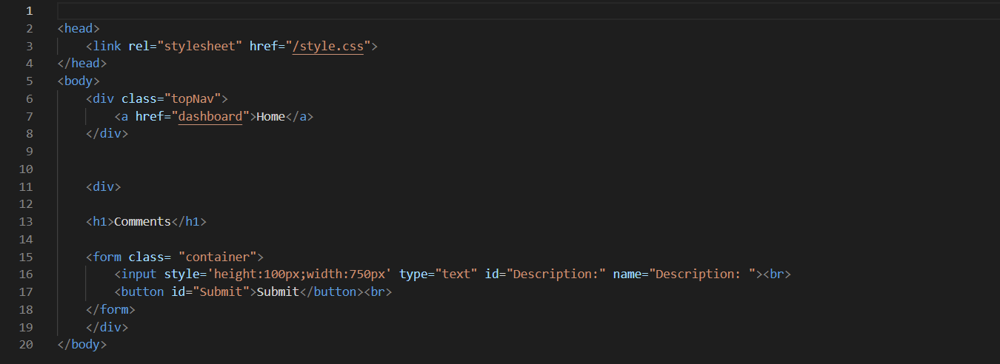 1
2 <head>
3     <link rel="stylesheet" href="/style.css">
4 </head>
5 <body>
6     <div class="topNav">
7         <a href="dashboard">Home</a>
8     </div>
9
10
11     <div>
12
13     <h1>Comments</h1>
14
15     <form class= "container">
16         <input style='height:100px;width:750px' type="text" id="Description:" name="Description: "><br>
17         <button id="Submit">Submit</button><br>
18     </form>
19     </div>
20 </body>